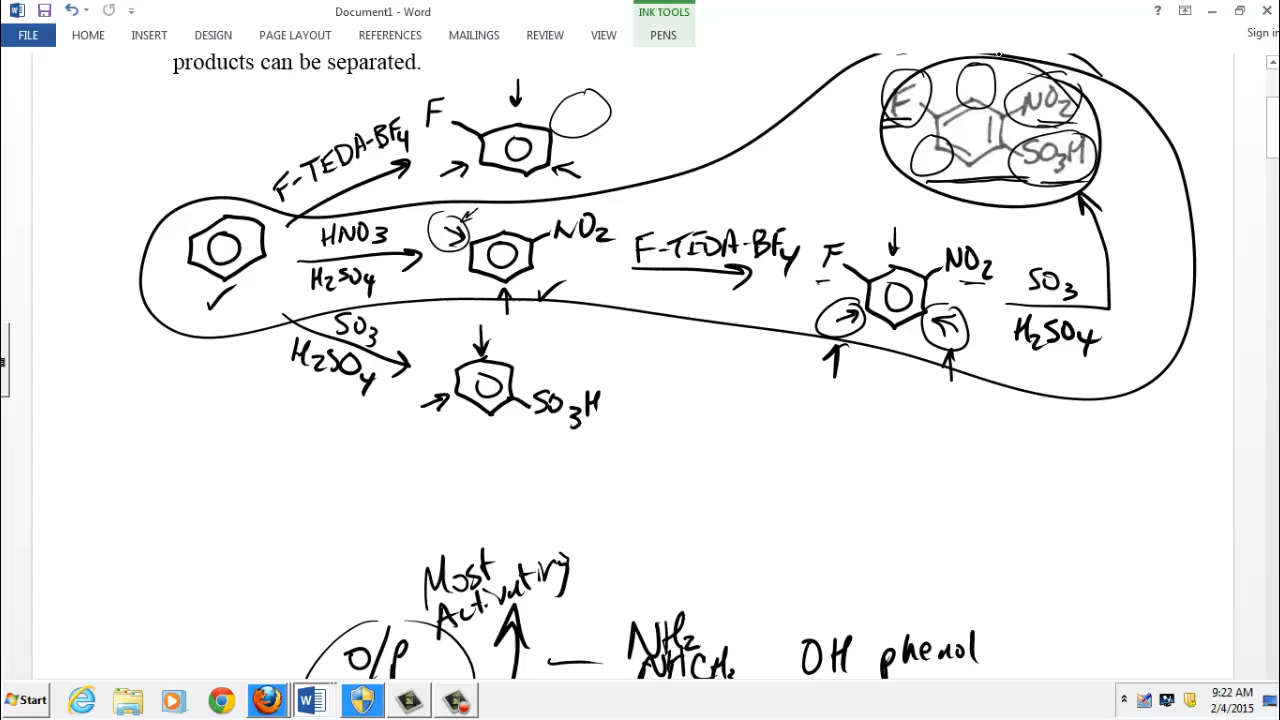 Document1 - Word
INK TOOLS
?
FILE
HOME
INSERT
DESIGN
PAGE LAYOUT
REFERENCES
MAILINGS
REVIEW
VIEW
PENS
Sign in
products can be separated.
F
NO2
SO3H
F-TEDA-BF4
F
HNO3
H2SO4
NO2
F-TEDA-BF4
F
NO2
SO3
H2SO4
SO3
H2SO4
SO3H
Most
Activating
O/P
NH2
NHCH3
OH phenol
Start
9:22 AM
2/4/2015